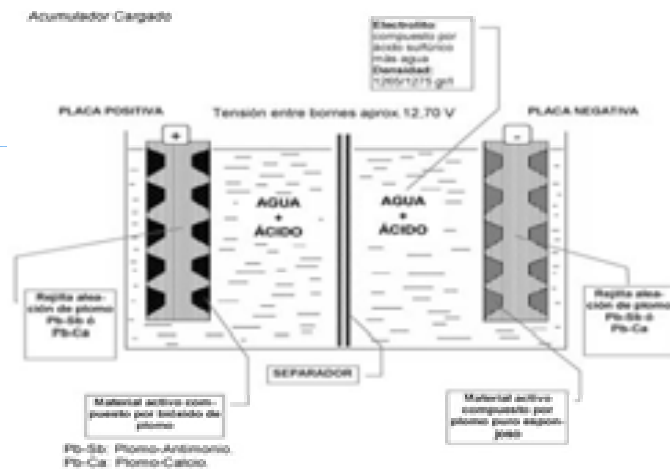 Acumulador Cargado
Electrolito:
compuesto por
ácido sulfúrico
más agua
Densidad:
1265/1275 gr/l
PLACA POSITIVA
Tensión entre bornes aprox. 12,70 V
PLACA NEGATIVA
+
-
AGUA
+
ÁCIDO
AGUA
+
ÁCIDO
Rejilla alea-
ción de plomo
Pb-Sb ó
Pb-Ca
Rejilla alea-
ción de plomo
Pb-Sb ó
Pb-Ca
SEPARADOR
Material activo com-
puesto por bióxido de
plomo
Material activo
compuesto por
plomo puro espon-
joso
Pb-Sb: Plomo-Antimonio.
Pb-Ca: Plomo-Calcio.